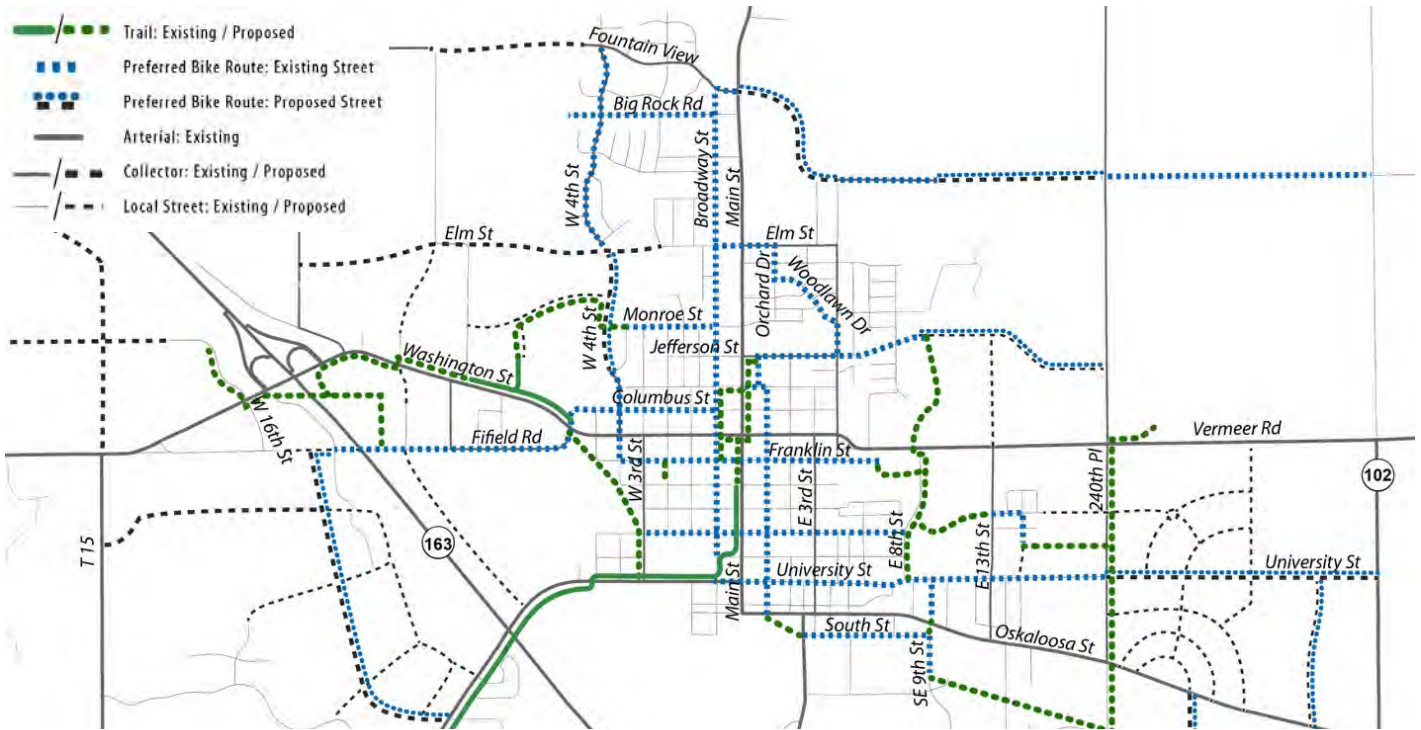 Trail: Existing / Proposed
Preferred Bike Route: Existing Street
Preferred Bike Route: Proposed Street
Arterial: Existing
Collector: Existing / Proposed
Local Street: Existing / Proposed
Fountain View
Big Rock Rd
W 4th St
Broadway St
Main St
Elm St
Elm St
Orchard Dr
Woodlawn Dr
Monroe St
W 4th St
Jefferson St
Washington St
Columbus St
W 16th St
Fifield Rd
W 3rd St
Franklin St
Vermeer Rd
240th Pl
102
E 3rd St
E 8th St
E 13th St
T 15
163
Main St
University St
University St
South St
Oskaloosa St
SE 9th St